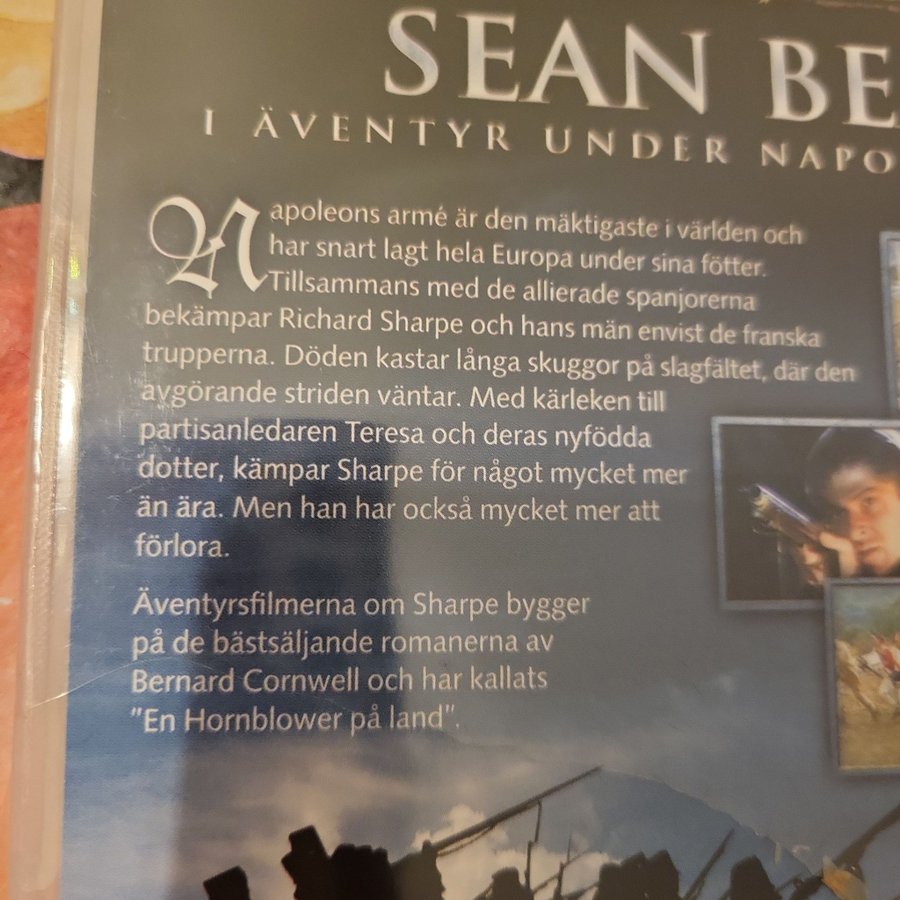 SEAN BE
I ÄVENTYR UNDER NAPO
Napoleons armé är den mäktigaste i världen och
har snart lagt hela Europa under sina fötter.
Tillsammans med de allierade spanjorerna
bekämpar Richard Sharpe och hans män envist de franska
trupperna. Döden kastar långa skuggor på slagfältet, där den
avgörande striden väntar. Med kärleken till
partisanledaren Teresa och deras nyfödda
dotter, kämpar Sharpe för något mycket mer
än ära. Men han har också mycket mer att
förlora.
Äventyrsfilmerna om Sharpe bygger
på de bästsäljande romanerna av
Bernard Cornwell och har kallats
"En Hornblower på land".